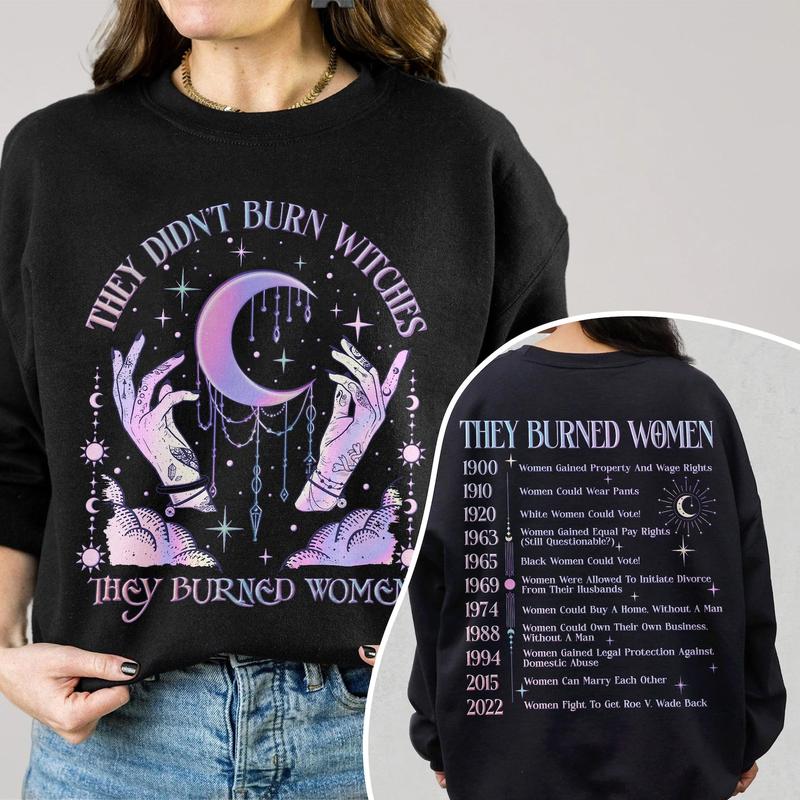 THEY DIDN'T BURN WITCHES
THEY BURNED WOMEN
THEY BURNED WOMEN
1900 Women Gained Property And Wage Rights
1910 Women Could Wear Pants
1920 White Women Could Vote!
1963 Women Gained Equal Pay Rights
(Still Questionable?)
1965 Black Women Could Vote!
1969 Women Were Allowed To Initiate Divorce
From Their Husbands
1974 Women Could Buy A Home, Without A Man
1988 Women Could Own Their Own Business,
Without A Man
1994 Women Gained Legal Protection Against
Domestic Abuse
2015 Women Can Marry Each Other
2022 Women Fight To Get Roe V. Wade Back